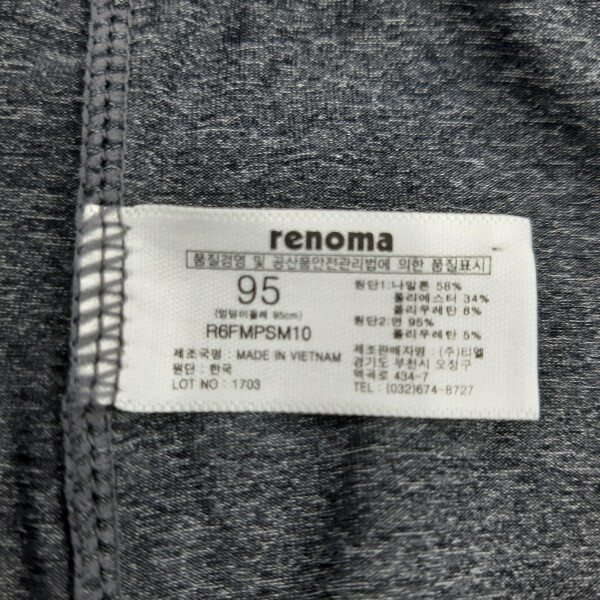 renoma
품질경영 및 공산품안전관리법에 의한 품질표시
95
(엉덩이둘레 95cm)
R6FMPSM10
제조국명 : MADE IN VIETNAM
원단 : 한국
LOT NO : 1703
원단1:나일론 58%
폴리에스터 34%
폴리우레탄 8%
원단2:면 95%
폴리우레탄 5%
제조판매자명 : (주)티엘
경기도 부천시 오정구
역곡로 434-7
TEL : (032)674-8727